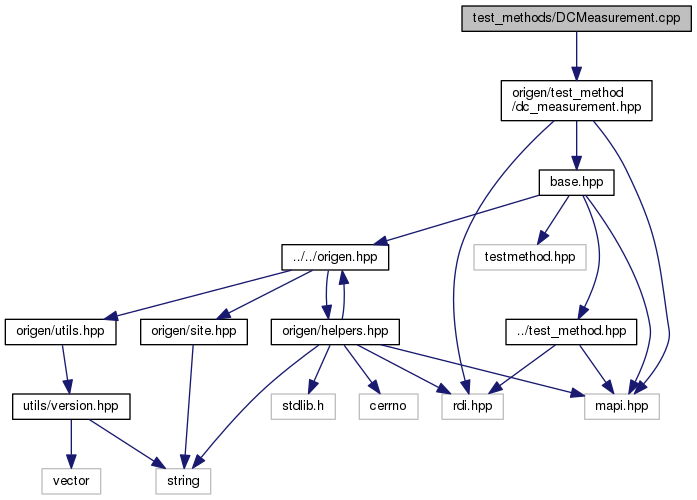 test_methods/DCMeasurement.cpp
origen/test_method
/dc_measurement.hpp
base.hpp
../../origen.hpp
testmethod.hpp
origen/utils.hpp
origen/site.hpp
origen/helpers.hpp
../test_method.hpp
utils/version.hpp
stdlib.h
cerrno
rdi.hpp
mapi.hpp
vector
string